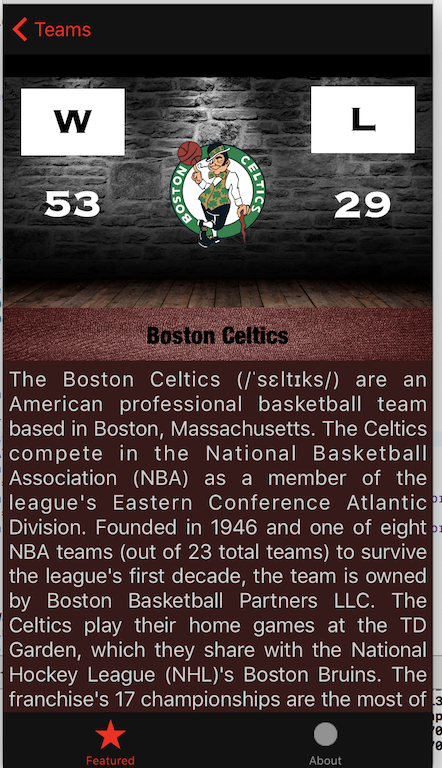 Teams
W
L
BOSTON CELTICS
53
29
Boston Celtics
The Boston Celtics (/ˈsɛltɪks/) are an
American professional basketball team
based in Boston, Massachusetts. The Celtics
compete in the National Basketball
Association (NBA) as a member of the
league's Eastern Conference Atlantic
Division. Founded in 1946 and one of eight
NBA teams (out of 23 total teams) to survive
the league's first decade, the team is owned
by Boston Basketball Partners LLC. The
Celtics play their home games at the TD
Garden, which they share with the National
Hockey League (NHL)'s Boston Bruins. The
franchise's 17 championships are the most of
Featured
About